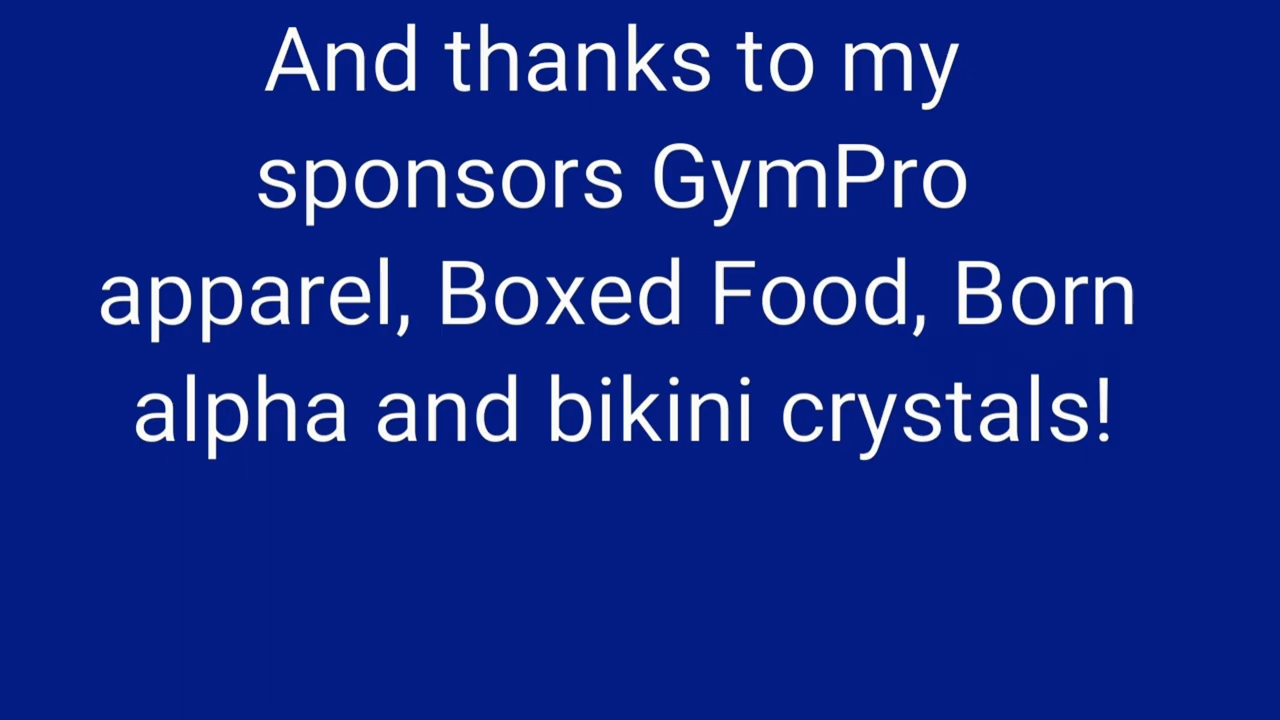 And thanks to my
sponsors GymPro
apparel, Boxed Food, Born
alpha and bikini crystals!